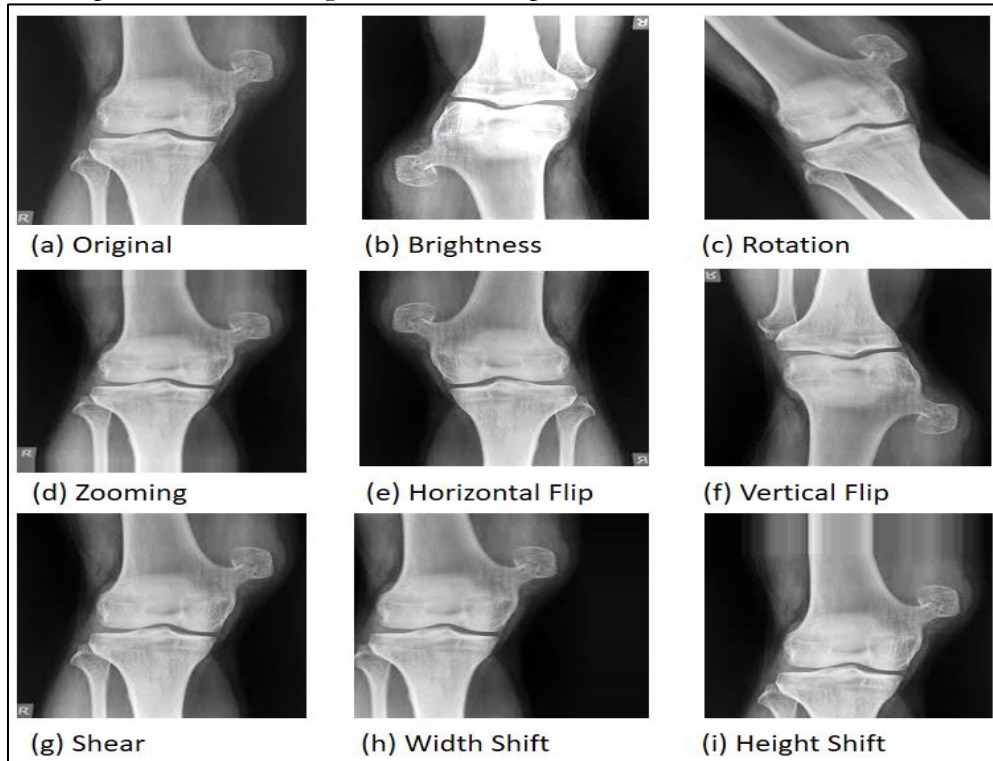 R
R
(a) Original
(b) Brightness
(c) Rotation
R
R
R
(d) Zooming
(e) Horizontal Flip
(f) Vertical Flip
R
(g) Shear
(h) Width Shift
(i) Height Shift